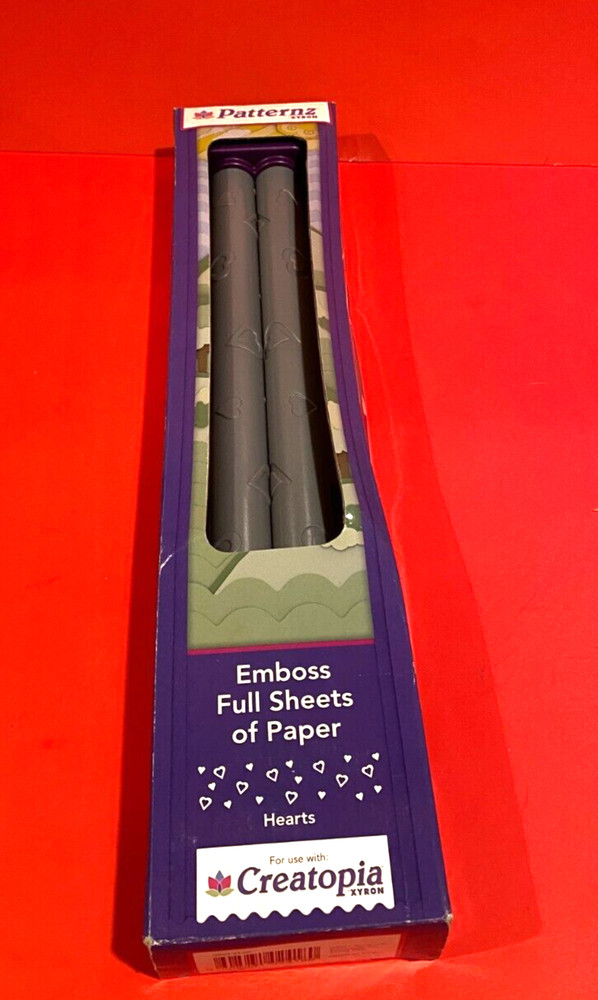 Patternz
XYRON
Emboss
Full Sheets
of Paper
Hearts
For use with:
Creatopia
XYRON